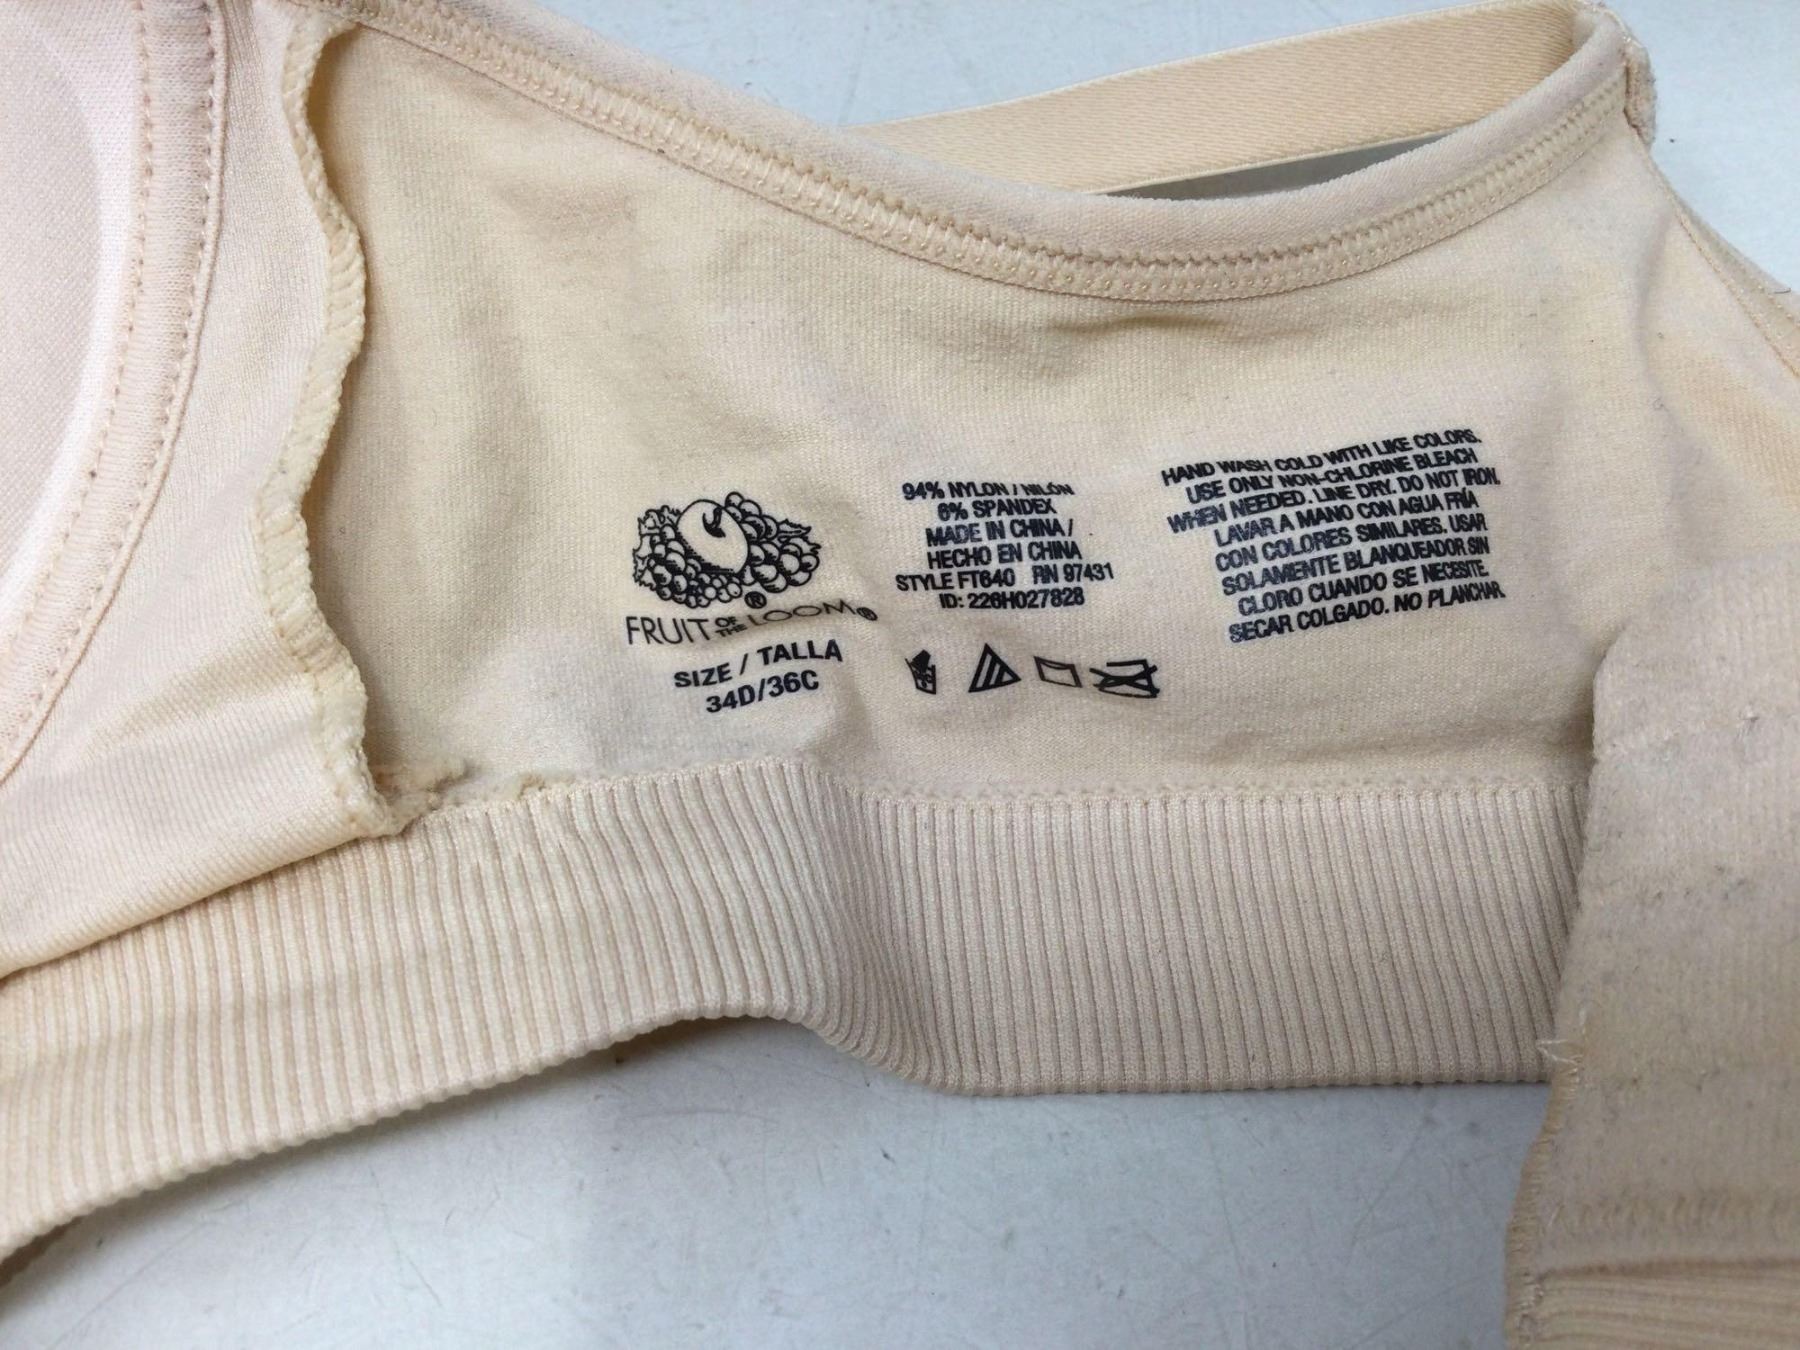 FRUIT OF THE LOOM®
SIZE / TALLA
34D/36C
94% NYLON / NILON
6% SPANDEX
MADE IN CHINA /
HECHO EN CHINA
STYLE FT640 RN 97431
ID: 226H027828
HAND WASH COLD WITH LIKE COLORS.
USE ONLY NON-CHLORINE BLEACH
WHEN NEEDED. LINE DRY. DO NOT IRON.
LAVAR A MANO CON AGUA FRÍA
CON COLORES SIMILARES. USAR
SOLAMENTE BLANQUEADOR SIN
CLORO CUANDO SE NECESITE.
SECAR COLGADO. NO PLANCHAR.